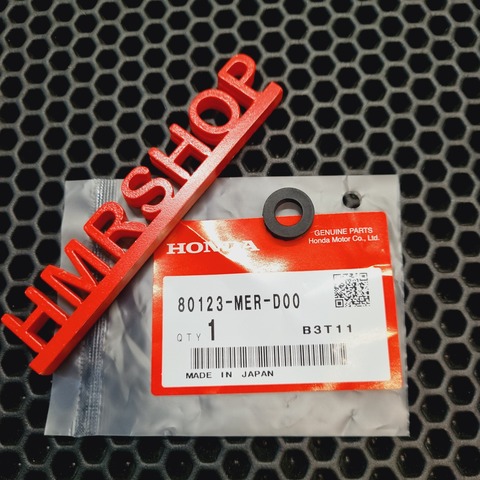 HMRSHOP
HONDA
GENUINE PARTS
Honda Motor Co., Ltd.
80123-MER-D00
QTY 1 B3T11
MADE IN JAPAN